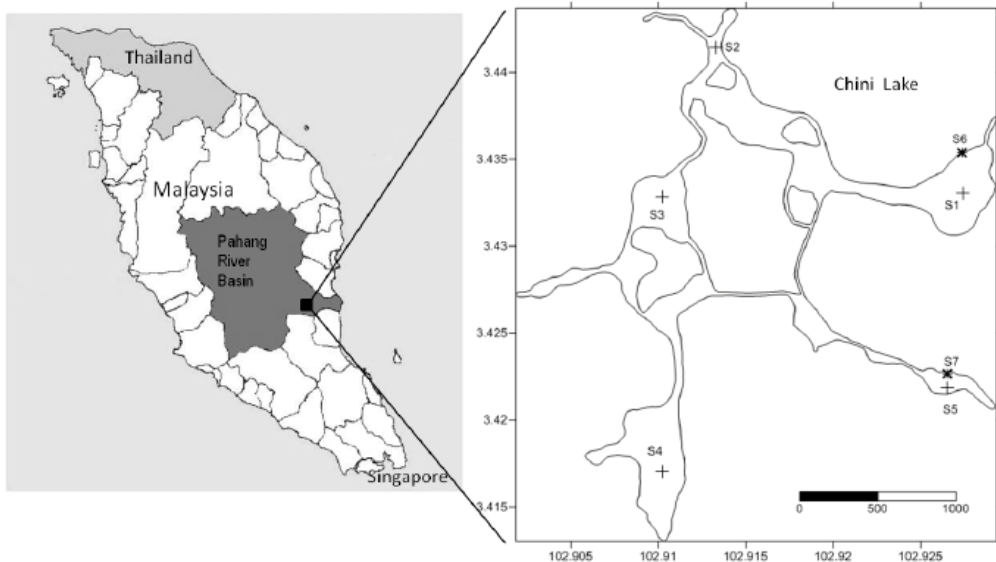 Thailand
Malaysia
Pahang
River
Basin
Singapore
Chini Lake
S2
S6
S1
S3
S7
S5
S4
3.44
3.435
3.43
3.425
3.42
3.415
0 500 1000
102.905 102.91 102.915 102.92 102.925